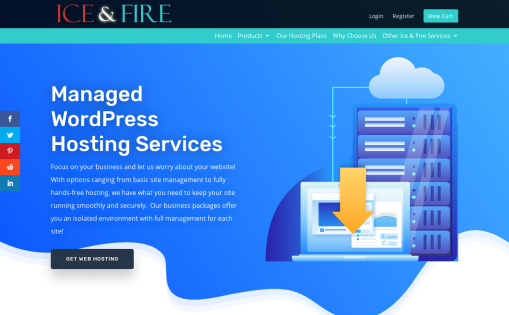 ICE & FIRE
Login Register View Cart
Home Products Our Hosting Plans Why Choose Us Other Ice & Fire Services
Managed
WordPress
Hosting Services
Focus on your business and let us worry about your website!
With options ranging from basic site management to fully
hands-free hosting, we have what you need to keep your site
running smoothly and securely. Our business packages offer
you an isolated environment with full management for each
site!
GET WEB HOSTING